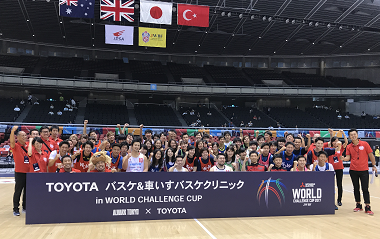 TOYOTA バスケ&車いすバスケクリニック
in WORLD CHALLENGE CUP
ALVARK TOKYO × TOYOTA
WORLD
CHALLENGE CUP